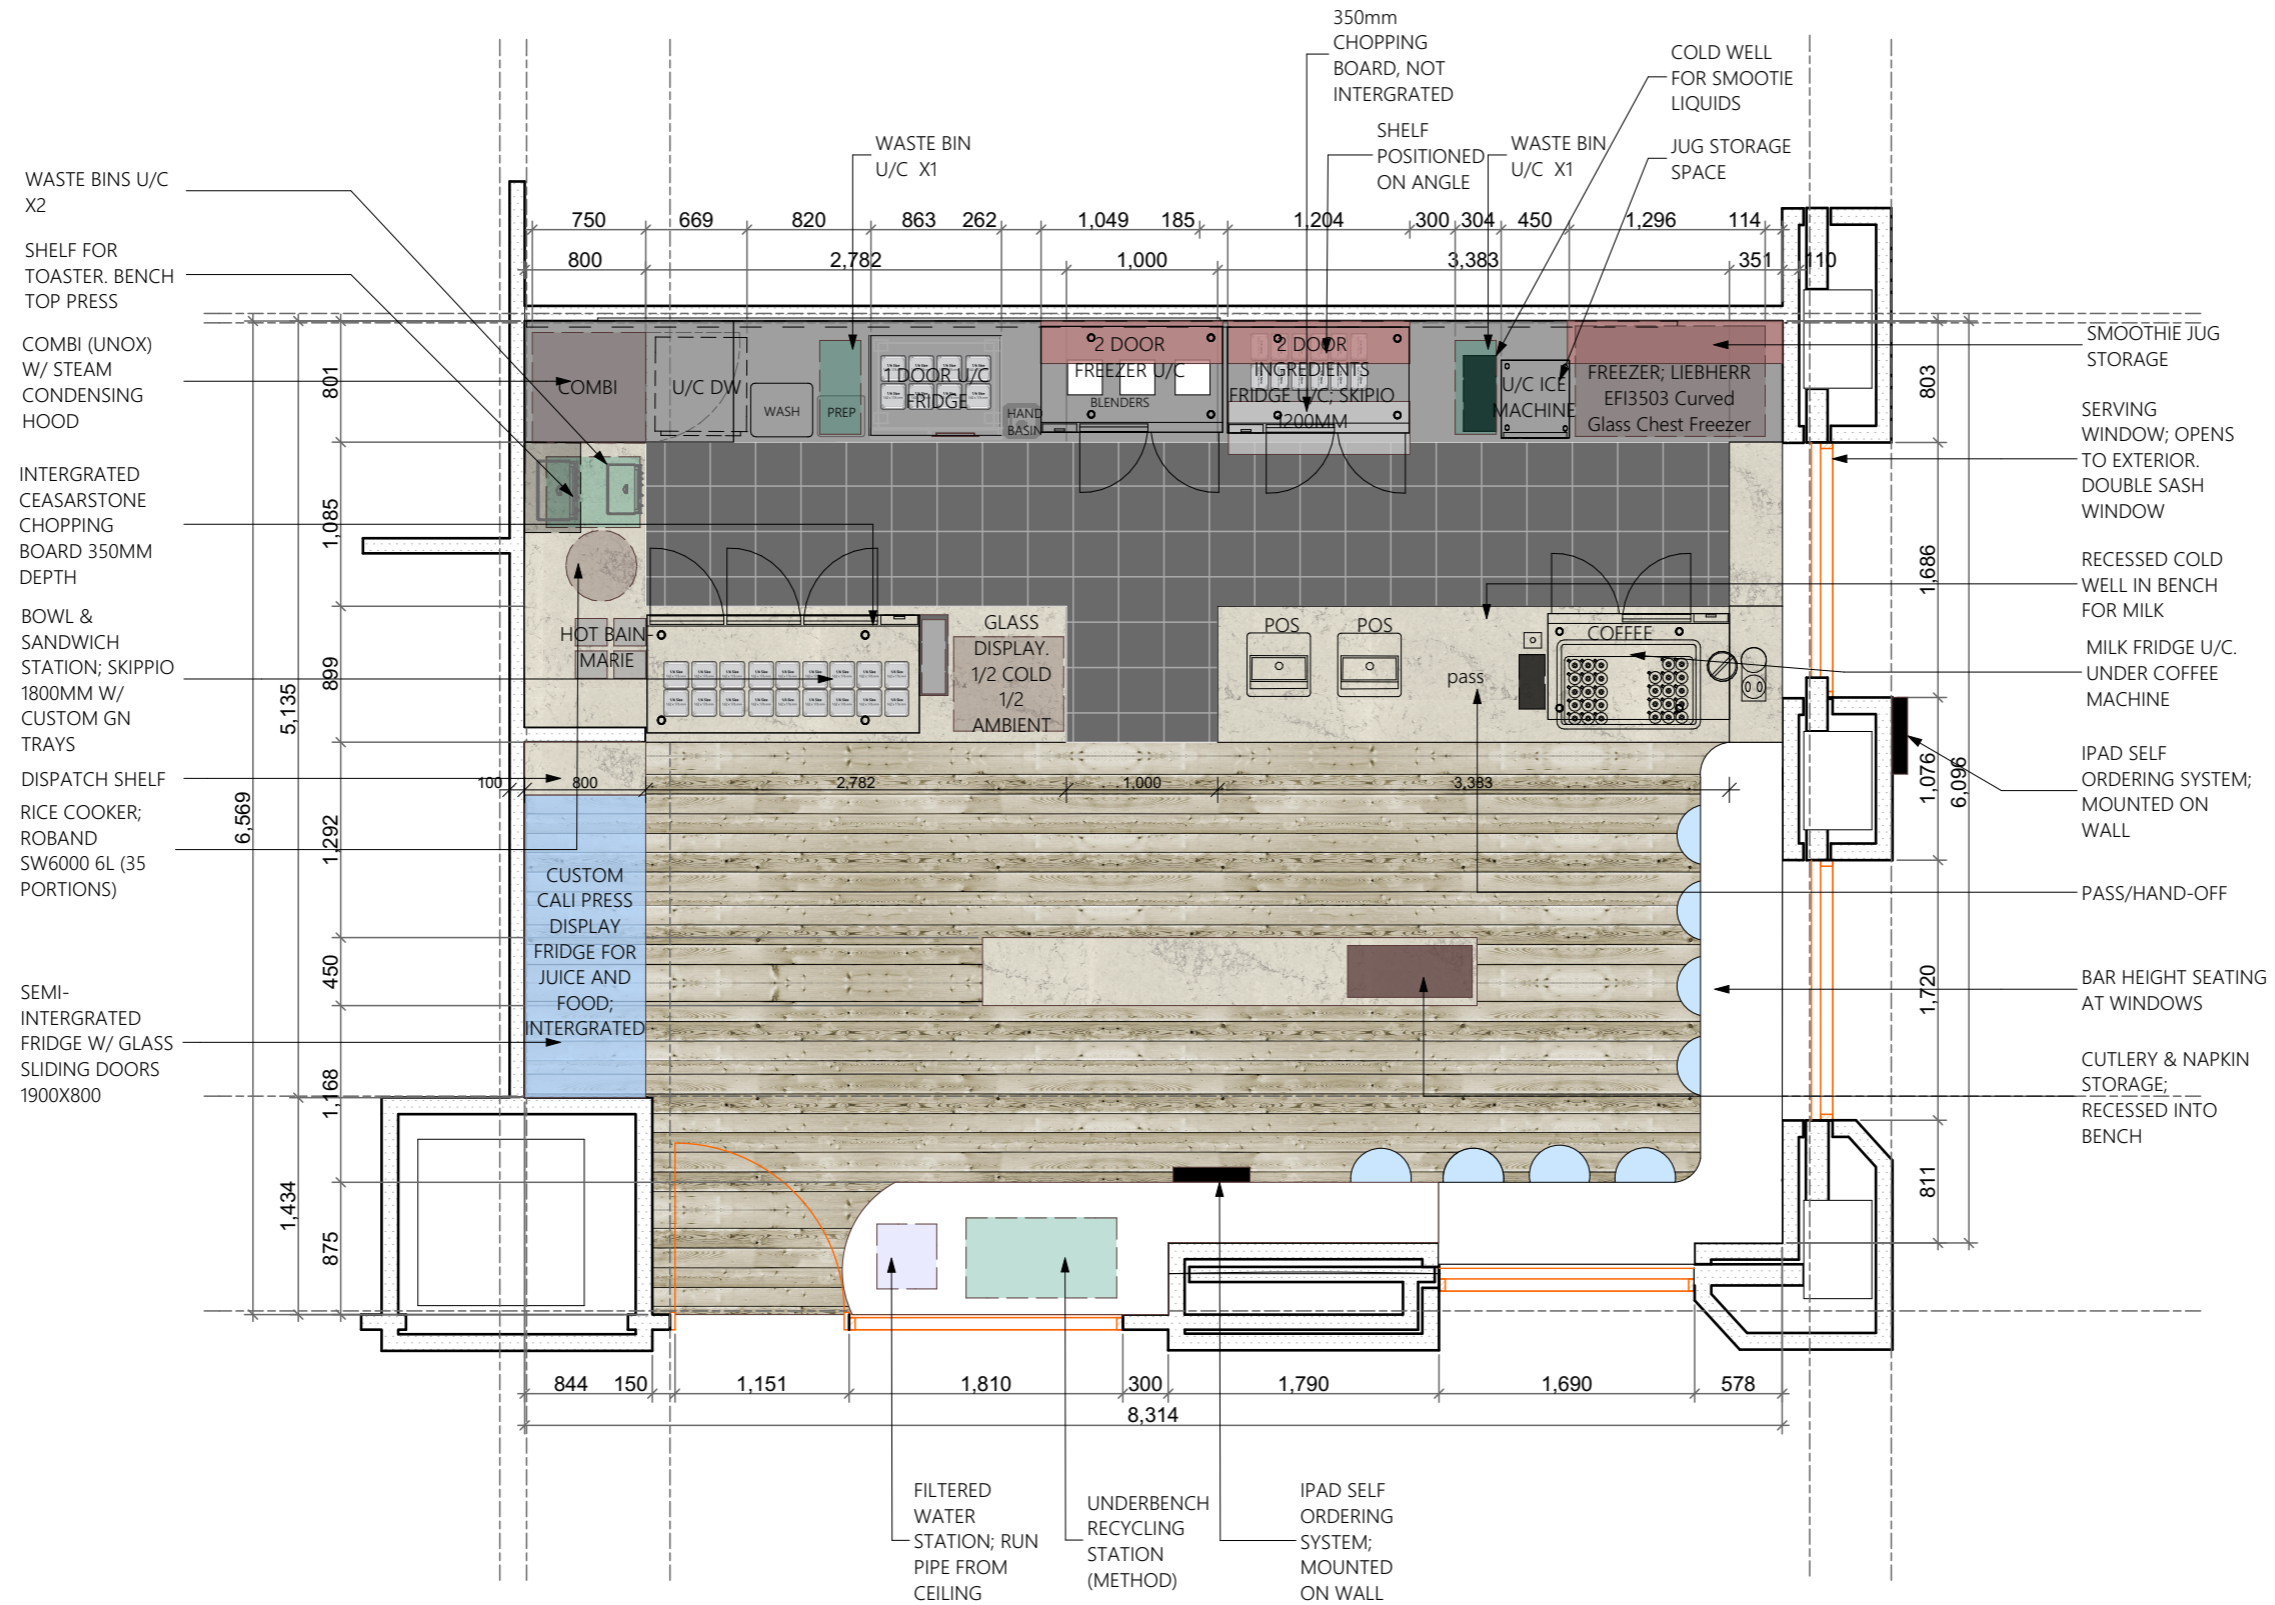 350mm
CHOPPING
BOARD, NOT
INTERGRATED
COLD WELL
FOR SMOOTIE
LIQUIDS
SHELF
POSITIONED
ON ANGLE
WASTE BIN
U/C X1
WASTE BIN
U/C X1
JUG STORAGE
SPACE
WASTE BINS U/C
X2
SHELF FOR
TOASTER. BENCH
TOP PRESS
COMBI (UNOX)
W/ STEAM
CONDENSING
HOOD
INTERGRATED
CEASARSTONE
CHOPPING
BOARD 350MM
DEPTH
BOWL &
SANDWICH
STATION; SKIPPIO
1800MM W/
CUSTOM GN
TRAYS
DISPATCH SHELF
RICE COOKER;
ROBAND
SW6000 6L (35
PORTIONS)
SEMI-
INTERGRATED
FRIDGE W/ GLASS
SLIDING DOORS
1900X800
750 669 820 863 262 1,049 185 1,204 300 304 450 1,296 114
800 2,782 1,000 3,383 351 110
COMBI
U/C DW
WASH
PREP
1 DOOR U/C
FRIDGE
HAND
BASIN
2 DOOR
FREEZER U/C
BLENDERS
2 DOOR
INGREDIENTS
FRIDGE U/C; SKIPIO
1200MM
U/C ICE
MACHINE
FREEZER; LIEBHERR
EFI3503 Curved
Glass Chest Freezer
HOT BAIN-
MARIE
GLASS
DISPLAY.
1/2 COLD
1/2
AMBIENT
POS
POS
pass
COFFEE
100 800 2,782 1,000 3,383
CUSTOM
CALI PRESS
DISPLAY
FRIDGE FOR
JUICE AND
FOOD;
INTERGRATED
801
1,085
899
1,292
450
1,168
875
5,135
1,434
6,569
803
1,686
1,076
1,720
811
6,096
SMOOTHIE JUG
STORAGE
SERVING
WINDOW; OPENS
TO EXTERIOR.
DOUBLE SASH
WINDOW
RECESSED COLD
WELL IN BENCH
FOR MILK
MILK FRIDGE U/C.
UNDER COFFEE
MACHINE
IPAD SELF
ORDERING SYSTEM;
MOUNTED ON
WALL
PASS/HAND-OFF
BAR HEIGHT SEATING
AT WINDOWS
CUTLERY & NAPKIN
STORAGE;
RECESSED INTO
BENCH
844 150 1,151 1,810 300 1,790 1,690 578
8,314
FILTERED
WATER
STATION; RUN
PIPE FROM
CEILING
UNDERBENCH
RECYCLING
STATION
(METHOD)
IPAD SELF
ORDERING
SYSTEM;
MOUNTED
ON WALL